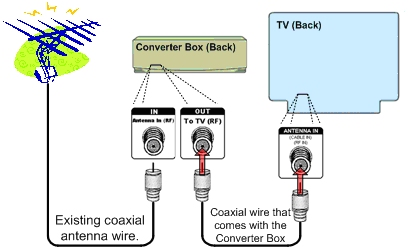 Converter Box (Back)
TV (Back)
IN
Antenna In (RF)
OUT
To TV (RF)
ANTENNA IN
(CABLE IN)
(RF IN)
Existing coaxial
antenna wire.
Coaxial wire that
comes with the
Converter Box